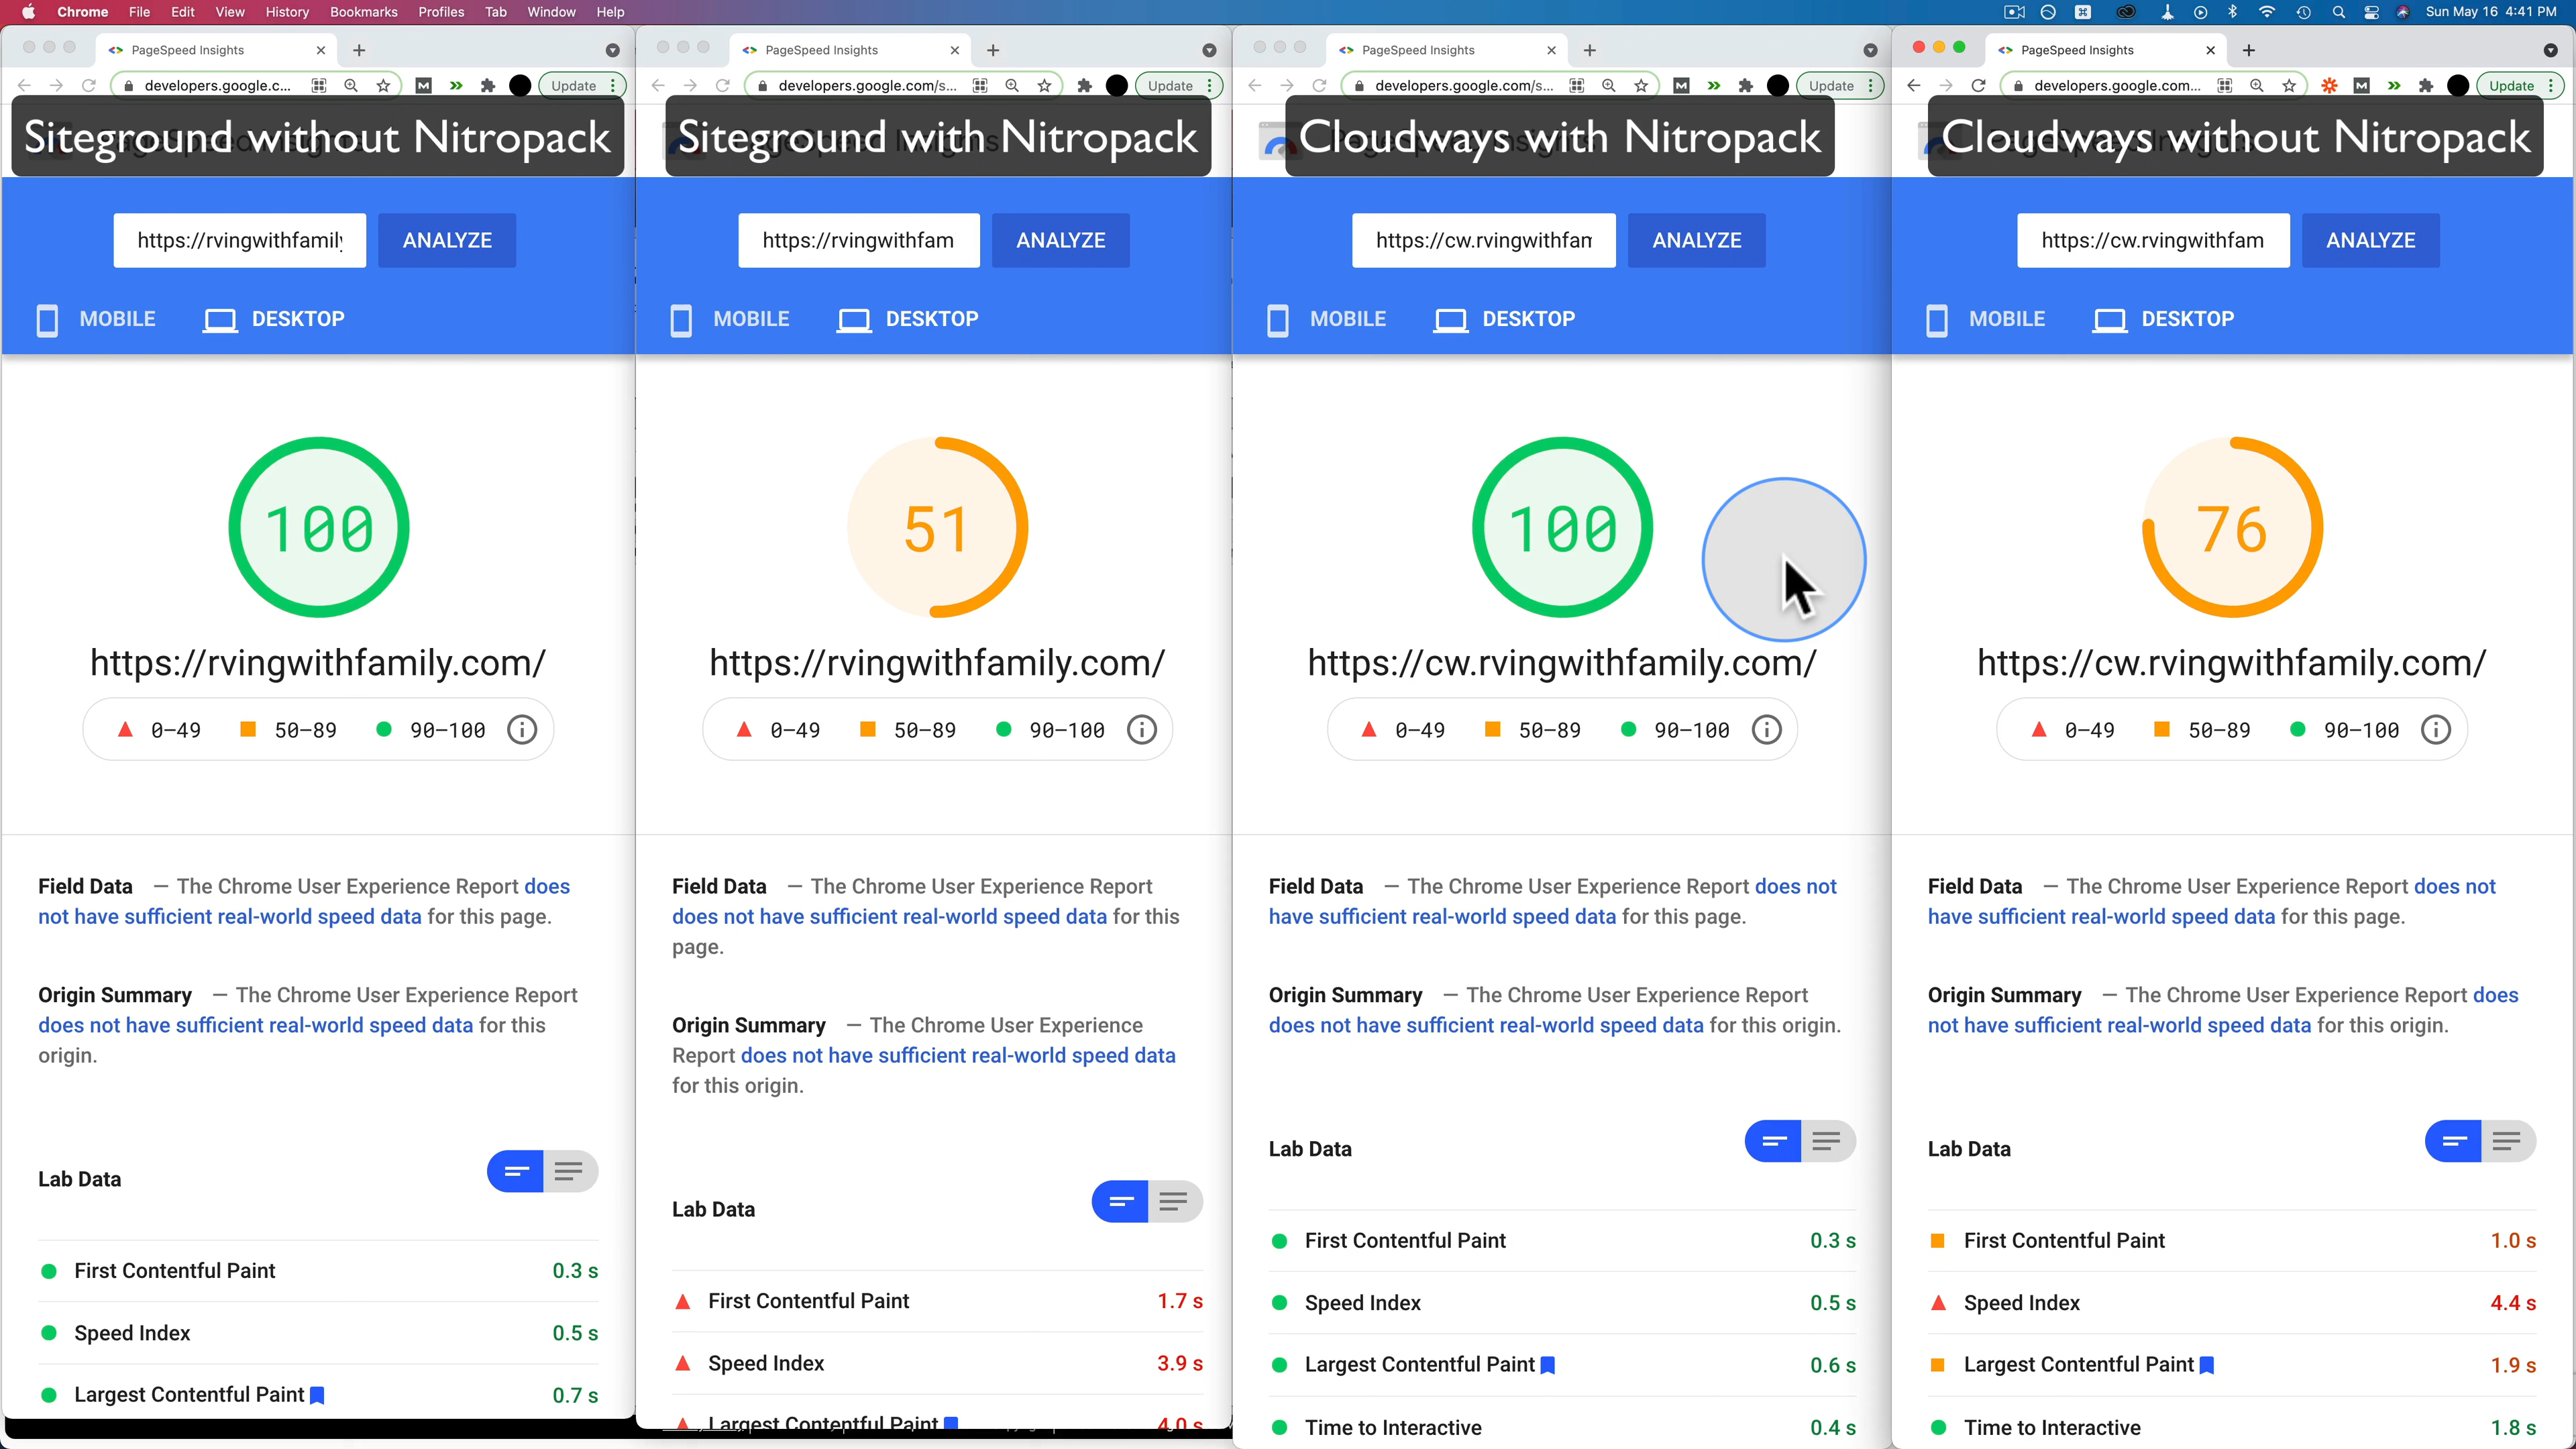 Chrome File Edit View History Bookmarks Profiles Tab Window Help
Sun May 16 4:41 PM
PageSpeed Insights
developers.google.c...
Update
Siteground without Nitropack
https://rvingwithfamily
ANALYZE
MOBILE
DESKTOP
100
https://rvingwithfamily.com/
0–49 50–89 90–100
Field Data — The Chrome User Experience Report does
not have sufficient real-world speed data for this page.
Origin Summary — The Chrome User Experience Report
does not have sufficient real-world speed data for this
origin.
Lab Data
First Contentful Paint 0.3 s
Speed Index 0.5 s
Largest Contentful Paint 0.7 s
PageSpeed Insights
developers.google.com/s...
Update
Siteground with Nitropack
https://rvingwithfam
ANALYZE
MOBILE
DESKTOP
51
https://rvingwithfamily.com/
0–49 50–89 90–100
Field Data — The Chrome User Experience Report
does not have sufficient real-world speed data for this
page.
Origin Summary — The Chrome User Experience
Report does not have sufficient real-world speed data
for this origin.
Lab Data
First Contentful Paint 1.7 s
Speed Index 3.9 s
Largest Contentful Paint 4.0 s
PageSpeed Insights
developers.google.com/s...
Update
Cloudways with Nitropack
https://cw.rvingwithfam
ANALYZE
MOBILE
DESKTOP
100
https://cw.rvingwithfamily.com/
0–49 50–89 90–100
Field Data — The Chrome User Experience Report does not
have sufficient real-world speed data for this page.
Origin Summary — The Chrome User Experience Report
does not have sufficient real-world speed data for this origin.
Lab Data
First Contentful Paint 0.3 s
Speed Index 0.5 s
Largest Contentful Paint 0.6 s
Time to Interactive 0.4 s
PageSpeed Insights
developers.google.com...
Update
Cloudways without Nitropack
https://cw.rvingwithfam
ANALYZE
MOBILE
DESKTOP
76
https://cw.rvingwithfamily.com/
0–49 50–89 90–100
Field Data — The Chrome User Experience Report does not
have sufficient real-world speed data for this page.
Origin Summary — The Chrome User Experience Report does
not have sufficient real-world speed data for this origin.
Lab Data
First Contentful Paint 1.0 s
Speed Index 4.4 s
Largest Contentful Paint 1.9 s
Time to Interactive 1.8 s